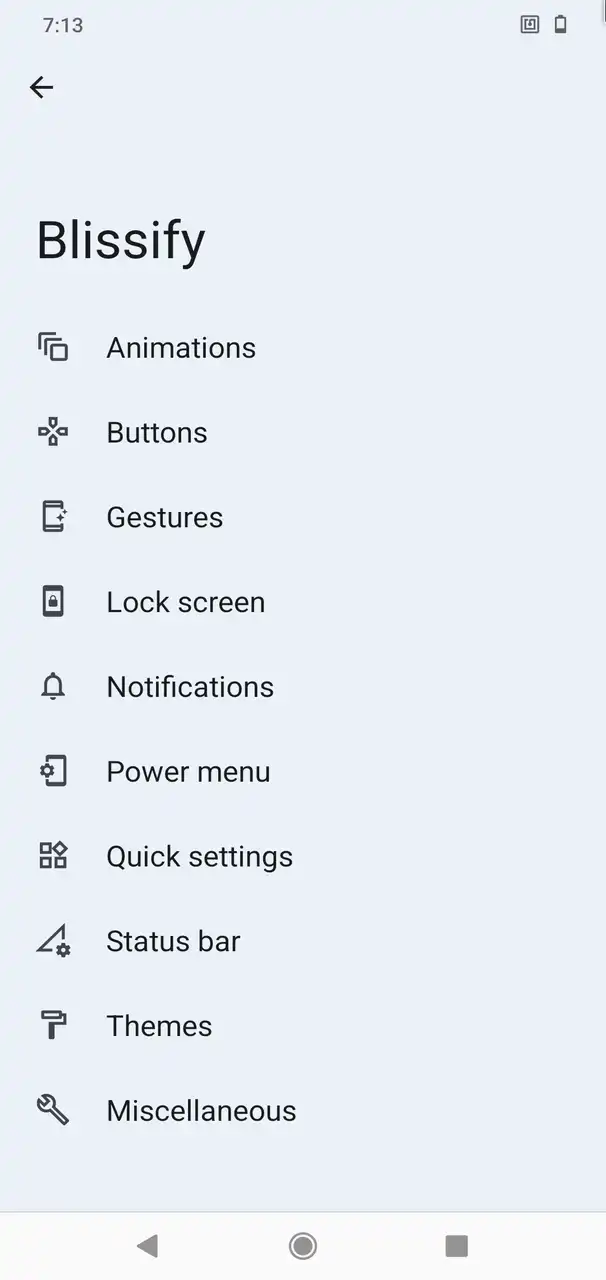 7:13
Blissify
Animations
Buttons
Gestures
Lock screen
Notifications
Power menu
Quick settings
Status bar
Themes
Miscellaneous